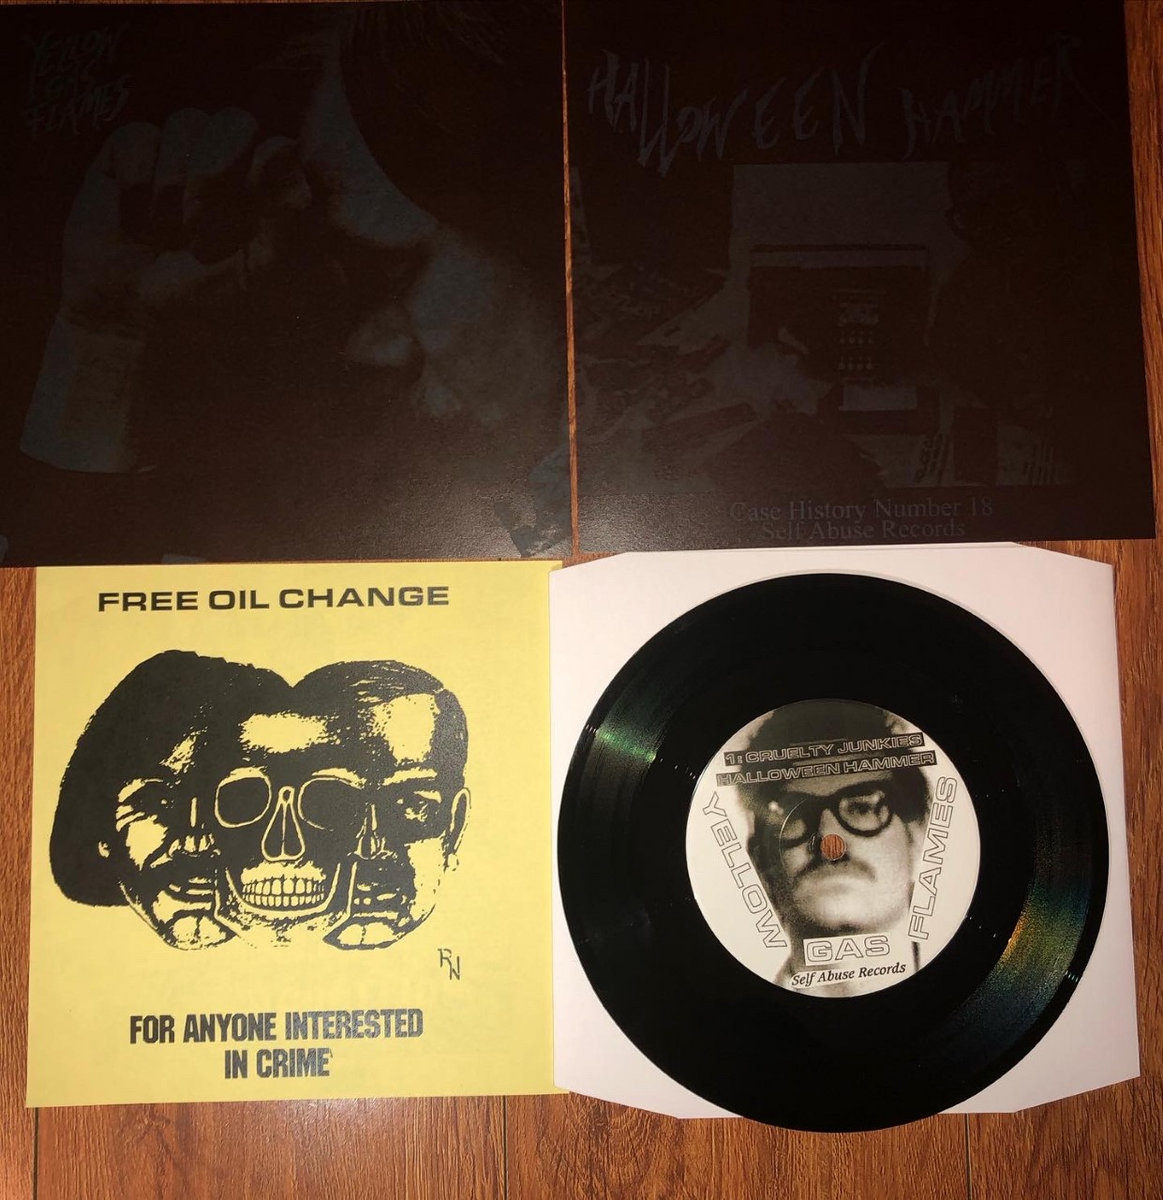 YELLOW
GAS
FLAMES
HALLOWEEN HAMMER
Case History Number 18
Self Abuse Records
FREE OIL CHANGE
RN
FOR ANYONE INTERESTED
IN CRIME
1: CRUELTY JUNKIES
HALLOWEEN HAMMER
YELLOW
GAS
FLAMES
Self Abuse Records